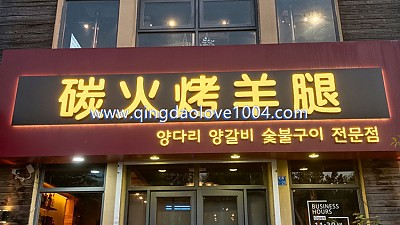 碳火烤羊腿
www.qingdaolove1004.com
양다리 양갈비 숯불구이 전문점
BUSINESS
HOURS